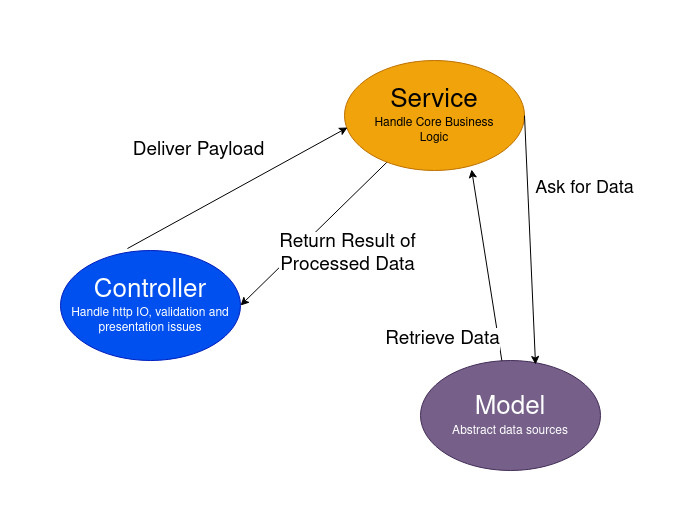 Service
Handle Core Business
Logic
Deliver Payload
Ask for Data
Return Result of
Processed Data
Controller
Handle http IO, validation and
presentation issues
Retrieve Data
Model
Abstract data sources